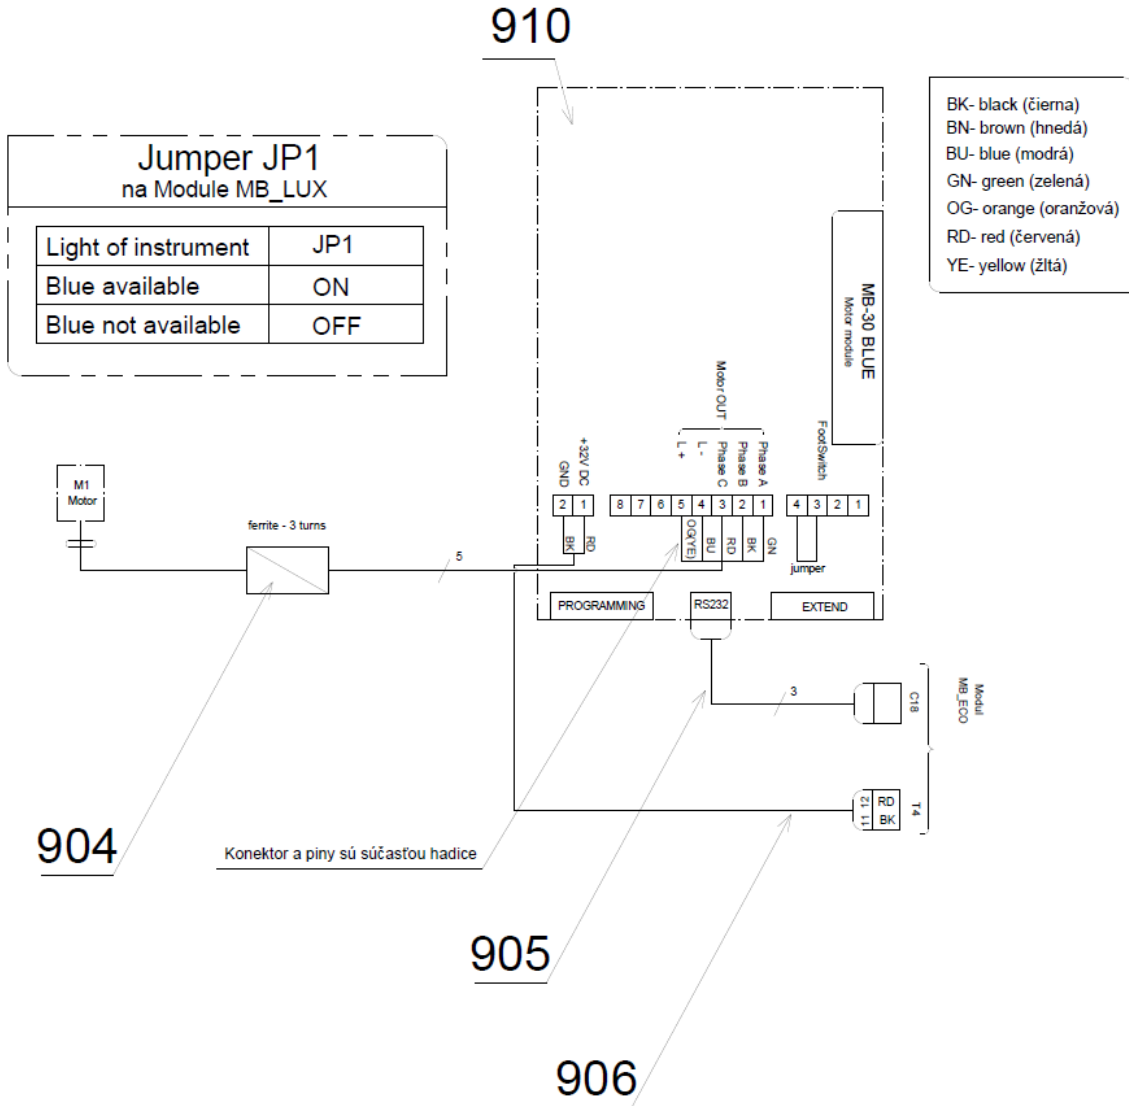 910
Jumper JP1
na Module MB_LUX
Light of instrument JP1
Blue available ON
Blue not available OFF
BK- black (čierna)
BN- brown (hnedá)
BU- blue (modrá)
GN- green (zelená)
OG- orange (oranžová)
RD- red (červená)
YE- yellow (žltá)
MB-30 BLUE
Motor module
Motor OUT
FootSwitch
+32V DC
GND
L +
L -
Phase C
Phase B
Phase A
2 1
8 7 6 5 4 3 2 1
4 3 2 1
BK
RD
OG(YE)
BU
RD
BK
GN
jumper
M1
Motor
ferrite - 3 turns
5
PROGRAMMING
RS232
EXTEND
3
C18
Modul
MB_ECO
12 RD
11 BK
T4
904
Konektor a piny sú súčasťou hadice
905
906